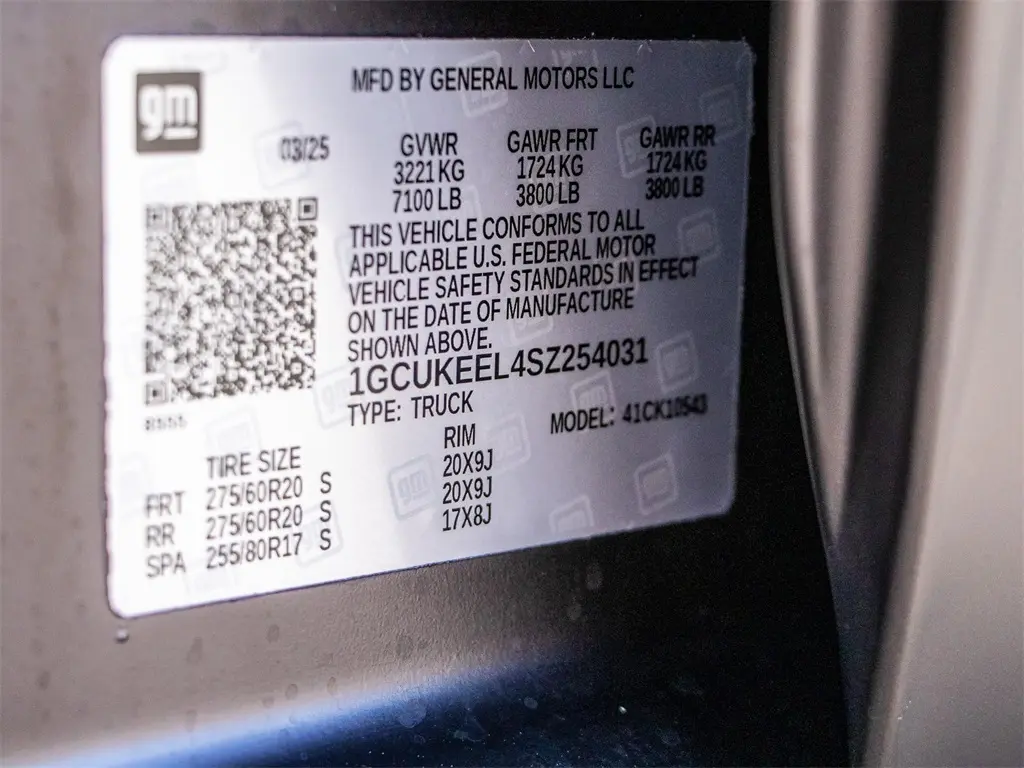 gm
MFD BY GENERAL MOTORS LLC
03/25 GVWR GAWR FRT GAWR RR
3221 KG 1724 KG 1724 KG
7100 LB 3800 LB 3800 LB
THIS VEHICLE CONFORMS TO ALL
APPLICABLE U.S. FEDERAL MOTOR
VEHICLE SAFETY STANDARDS IN EFFECT
ON THE DATE OF MANUFACTURE
SHOWN ABOVE.
1GCUKEEL4SZ254031
TYPE: TRUCK MODEL: 41CK10543
TIRE SIZE RIM
FRT 275/60R20 S 20X9J
RR 275/60R20 S 20X9J
SPA 255/80R17 S 17X8J